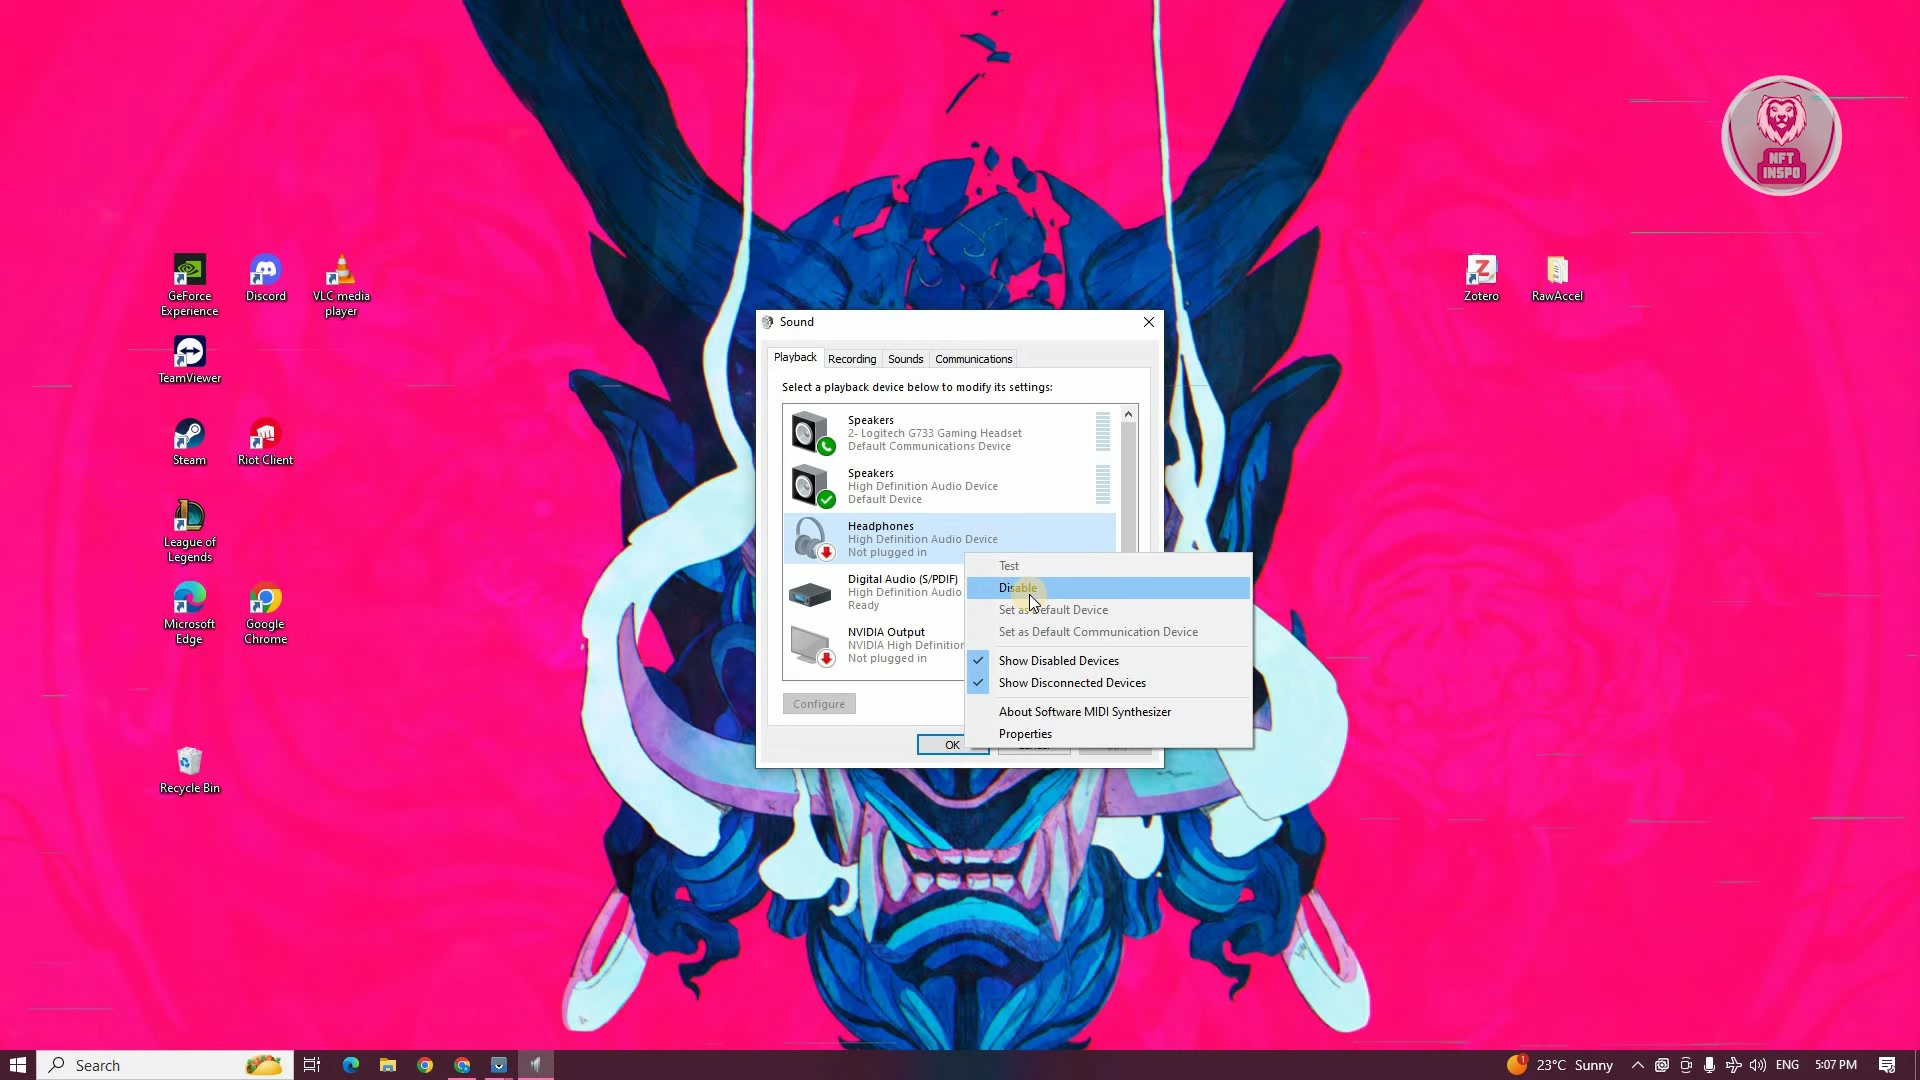 NFT
INSPO
GeForce
Experience
Discord
VLC media
player
TeamViewer
Steam
Riot Client
League of
Legends
Microsoft
Edge
Google
Chrome
Recycle Bin
Zotero
RawAccel
Sound
Playback
Recording
Sounds
Communications
Select a playback device below to modify its settings:
Speakers
2- Logitech G733 Gaming Headset
Default Communications Device
Speakers
High Definition Audio Device
Default Device
Headphones
High Definition Audio Device
Not plugged in
Digital Audio (S/PDIF)
High Definition Audio
Ready
NVIDIA Output
NVIDIA High Definition
Not plugged in
Configure
OK
Test
Disable
Set as Default Device
Set as Default Communication Device
Show Disabled Devices
Show Disconnected Devices
About Software MIDI Synthesizer
Properties
Search
1
23°C Sunny
ENG
5:07 PM